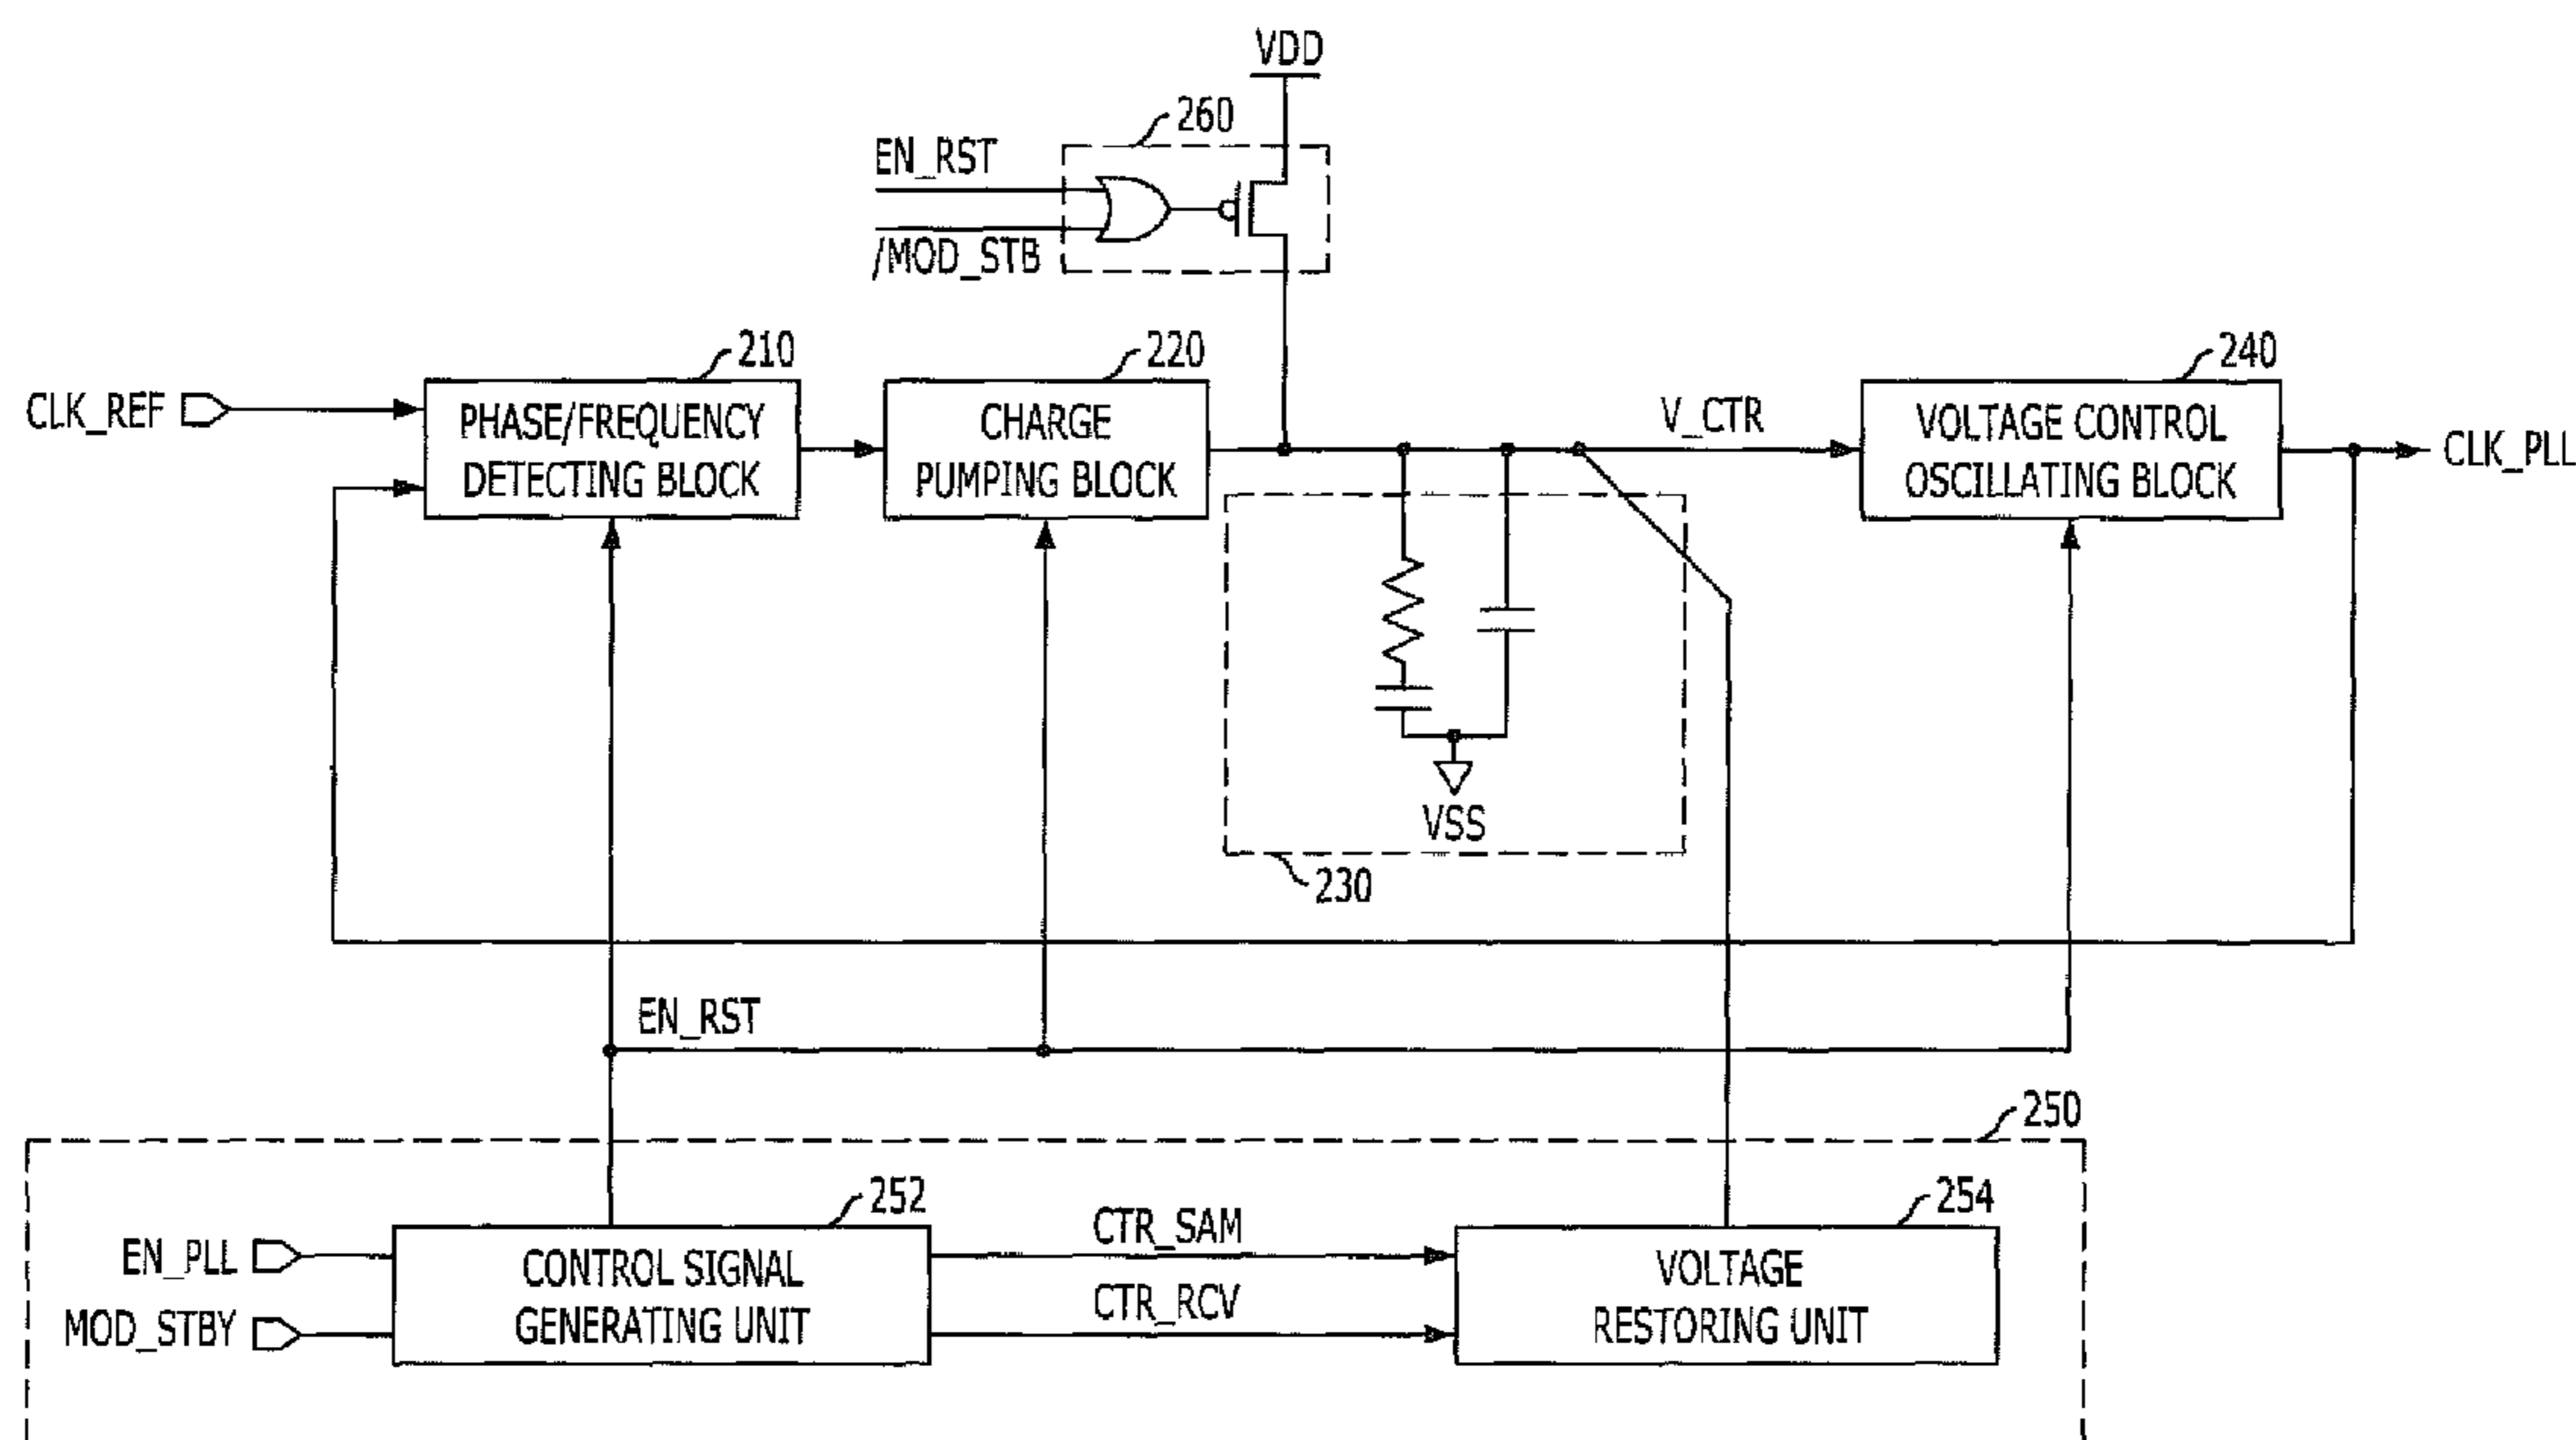 VDD
260
EN_RST
/MOD_STB
210
220
240
CLK_REF
PHASE/FREQUENCY
DETECTING BLOCK
CHARGE
PUMPING BLOCK
V_CTR
VOLTAGE CONTROL
OSCILLATING BLOCK
CLK_PLL
VSS
230
EN_RST
250
252
254
EN_PLL
MOD_STBY
CONTROL SIGNAL
GENERATING UNIT
CTR_SAM
CTR_RCV
VOLTAGE
RESTORING UNIT